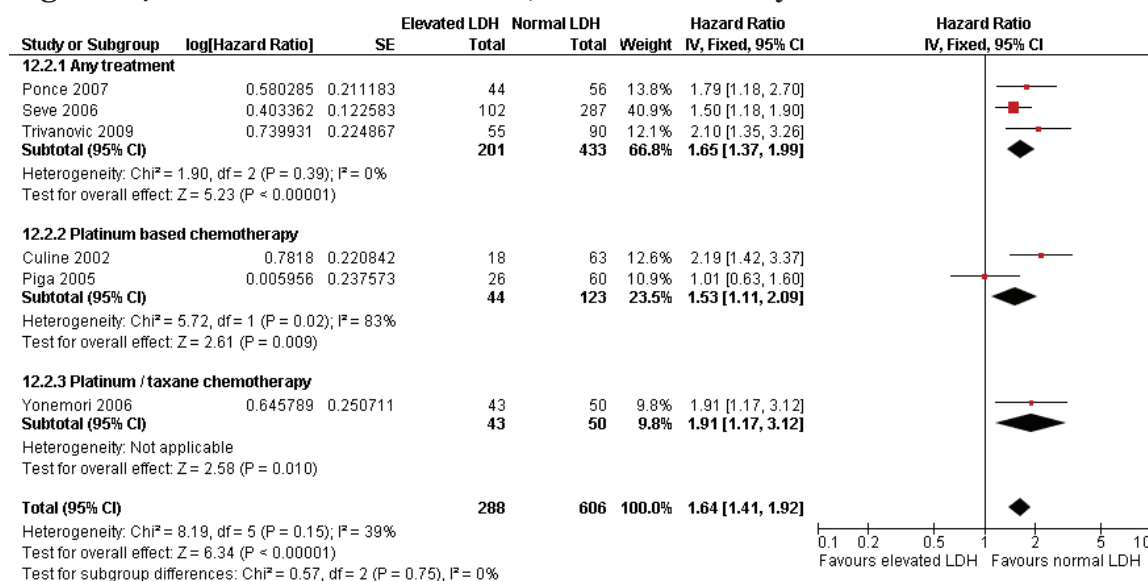 Elevated LDH Normal LDH Hazard Ratio Hazard Ratio
Study or Subgroup log[Hazard Ratio] SE Total Total Weight IV, Fixed, 95% CI IV, Fixed, 95% CI
12.2.1 Any treatment
Ponce 2007 0.580285 0.211183 44 56 13.8% 1.79 [1.18, 2.70]
Seve 2006 0.403362 0.122583 102 287 40.9% 1.50 [1.18, 1.90]
Trivanovic 2009 0.739931 0.224867 55 90 12.1% 2.10 [1.35, 3.26]
Subtotal (95% CI) 201 433 66.8% 1.65 [1.37, 1.99]
Heterogeneity: Chi² = 1.90, df = 2 (P = 0.39); I² = 0%
Test for overall effect: Z = 5.23 (P < 0.00001)
12.2.2 Platinum based chemotherapy
Culine 2002 0.7818 0.220842 18 63 12.6% 2.19 [1.42, 3.37]
Piga 2005 0.005956 0.237573 26 60 10.9% 1.01 [0.63, 1.60]
Subtotal (95% CI) 44 123 23.5% 1.53 [1.11, 2.09]
Heterogeneity: Chi² = 5.72, df = 1 (P = 0.02); I² = 83%
Test for overall effect: Z = 2.61 (P = 0.009)
12.2.3 Platinum / taxane chemotherapy
Yonemori 2006 0.645789 0.250711 43 50 9.8% 1.91 [1.17, 3.12]
Subtotal (95% CI) 43 50 9.8% 1.91 [1.17, 3.12]
Heterogeneity: Not applicable
Test for overall effect: Z = 2.58 (P = 0.010)
Total (95% CI) 288 606 100.0% 1.64 [1.41, 1.92]
Heterogeneity: Chi² = 8.19, df = 5 (P = 0.15); I² = 39%
Test for overall effect: Z = 6.34 (P < 0.00001)
Test for subgroup differences: Chi² = 0.57, df = 2 (P = 0.75), I² = 0%
0.1 0.2 0.5 1 2 5 10
Favours elevated LDH Favours normal LDH